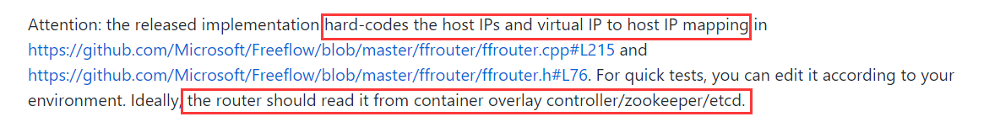 Attention: the released implementation hard-codes the host IPs and virtual IP to host IP mapping in
https://github.com/Microsoft/Freeflow/blob/master/ffrouter/ffrouter.cpp#L215 and
https://github.com/Microsoft/Freeflow/blob/master/ffrouter/ffrouter.h#L76. For quick tests, you can edit it according to your
environment. Ideally, the router should read it from container overlay controller/zookeeper/etcd.